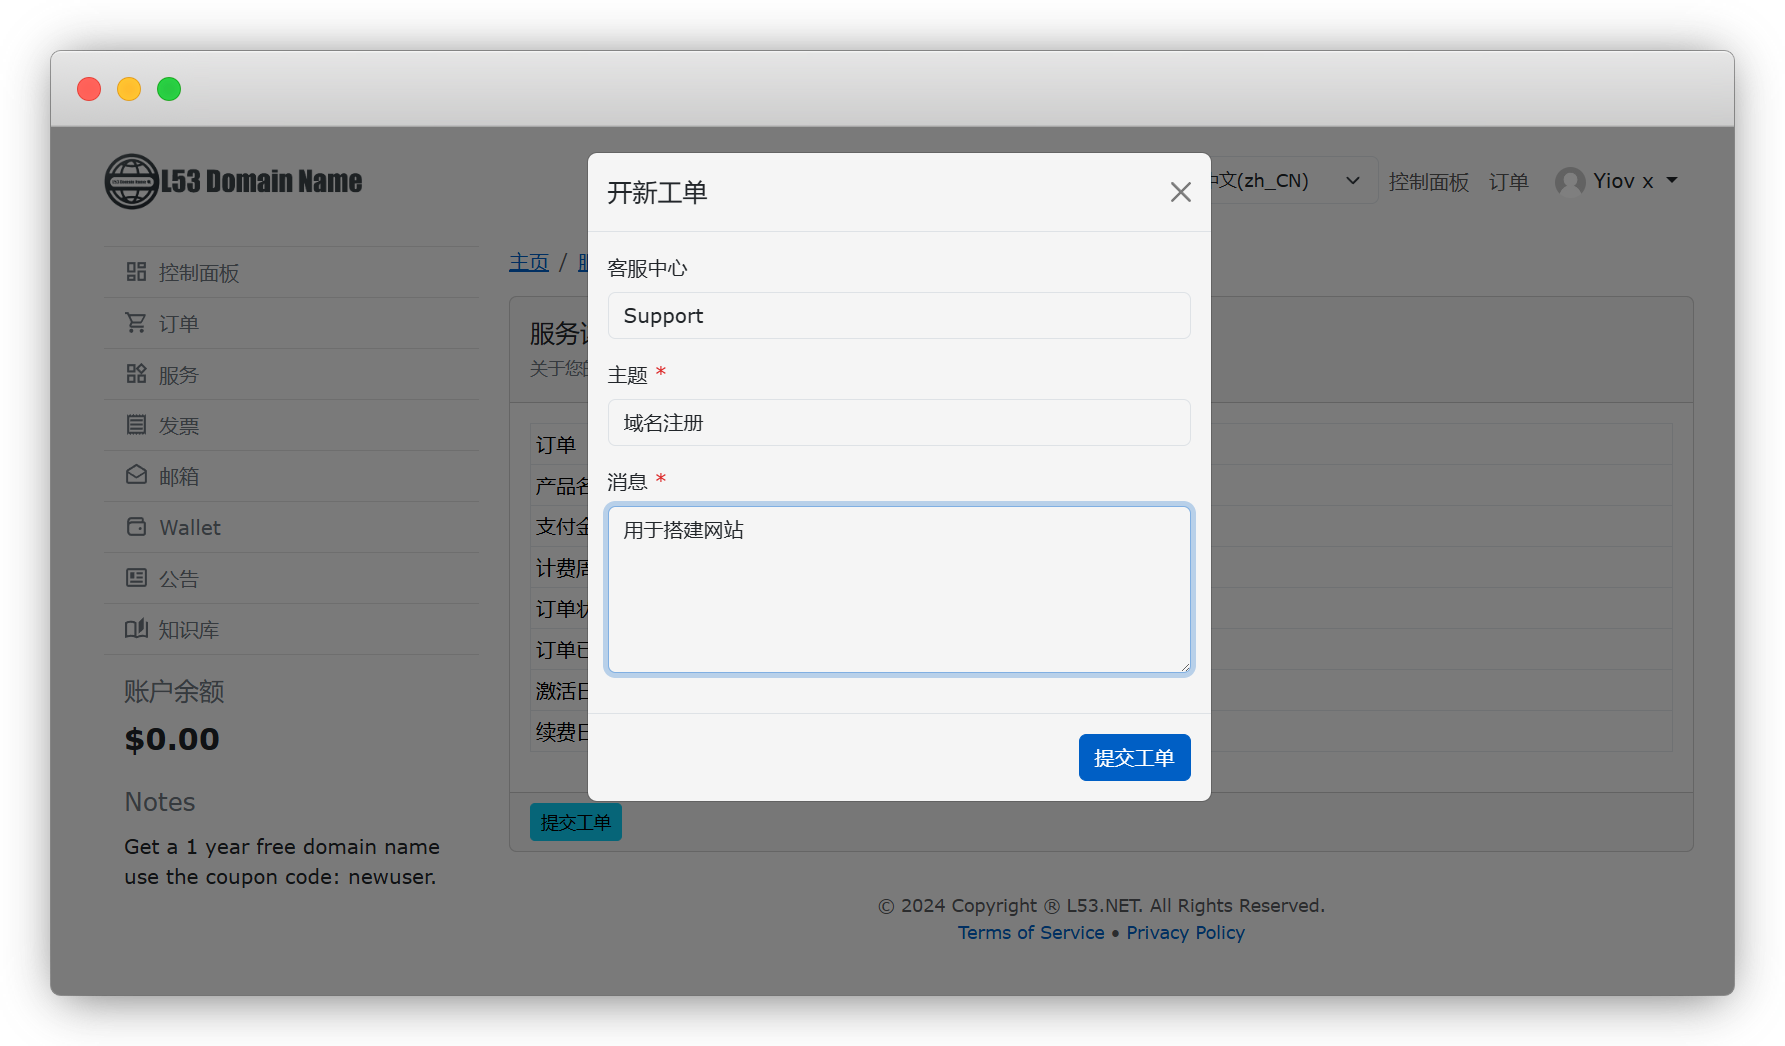 L53 Domain Name
中文(zh_CN)
控制面板
订单
Yiov x
控制面板
订单
服务
发票
邮箱
Wallet
公告
知识库
账户余额
$0.00
Notes
Get a 1 year free domain name
use the coupon code: newuser.
主页 /
服务
关于您
订单
产品名
支付金
计费周
订单状
订单已
激活日
续费日
提交工单
开新工单
客服中心
Support
主题 *
域名注册
消息 *
用于搭建网站
提交工单
© 2024 Copyright ® L53.NET. All Rights Reserved.
Terms of Service • Privacy Policy